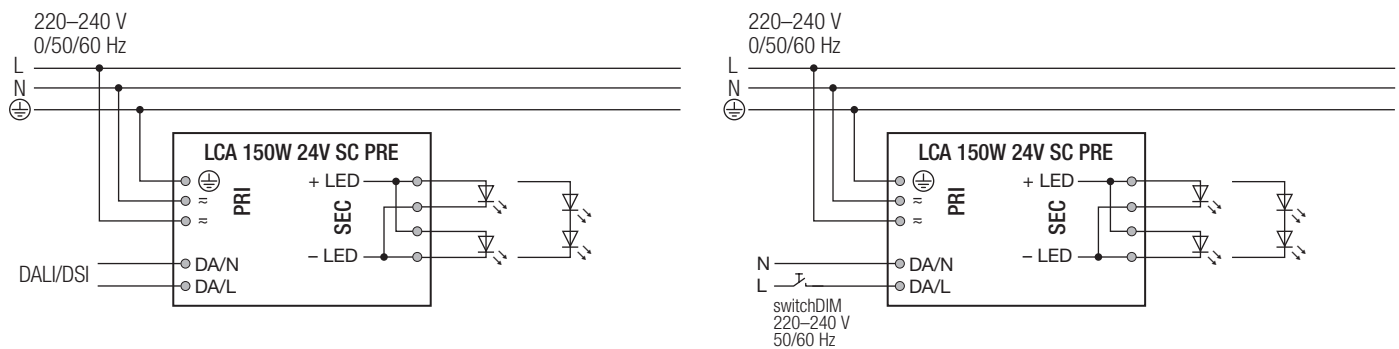 220–240 V
0/50/60 Hz
L
N
LCA 150W 24V SC PRE
PRI
≈
≈
+ LED
SEC
– LED
DALI/DSI
DA/N
DA/L
220–240 V
0/50/60 Hz
L
N
LCA 150W 24V SC PRE
PRI
≈
≈
+ LED
SEC
– LED
N
DA/N
L
DA/L
switchDIM
220–240 V
50/60 Hz